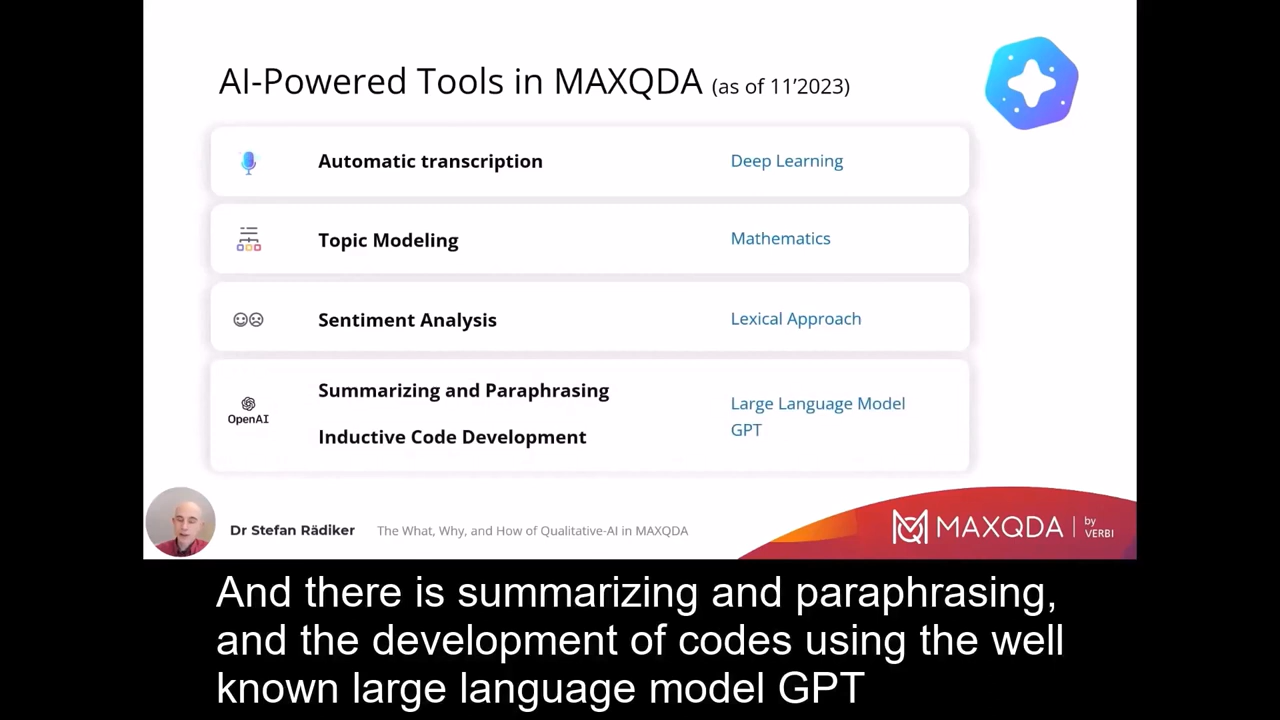 AI-Powered Tools in MAXQDA (as of 11’2023)
Automatic transcription
Deep Learning
Topic Modeling
Mathematics
Sentiment Analysis
Lexical Approach
OpenAI
Summarizing and Paraphrasing
Inductive Code Development
Large Language Model
GPT
Dr Stefan Rädiker
The What, Why, and How of Qualitative-AI in MAXQDA
MAXQDA
by
VERBI
And there is summarizing and paraphrasing,
and the development of codes using the well
known large language model GPT